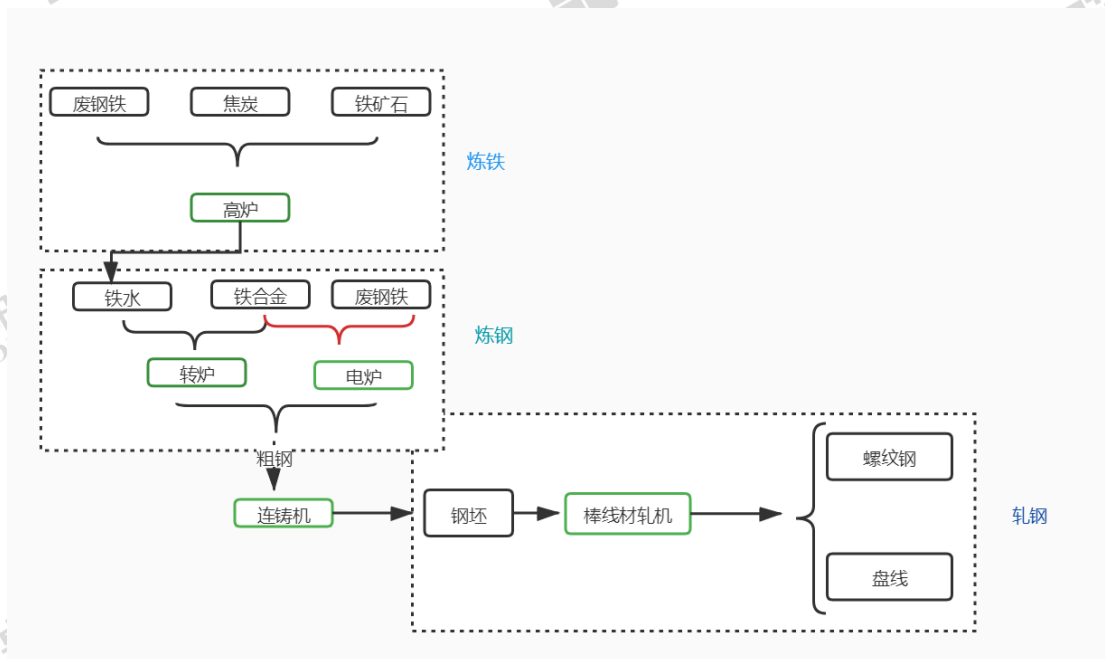 废钢铁
焦炭
铁矿石
炼铁
高炉
铁水
铁合金
废钢铁
炼钢
转炉
电炉
粗钢
连铸机
钢坯
棒线材轧机
螺纹钢
盘线
轧钢